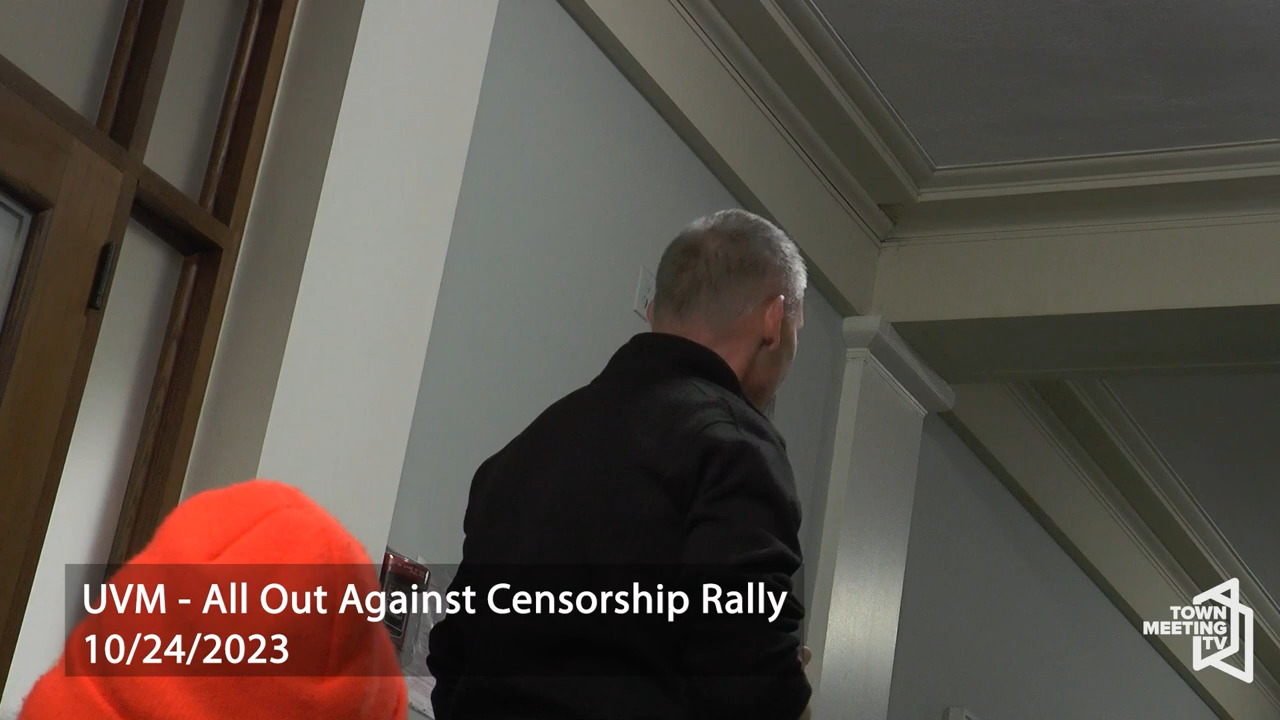 UVM - All Out Against Censorship Rally
10/24/2023
TOWN
MEETING
TV